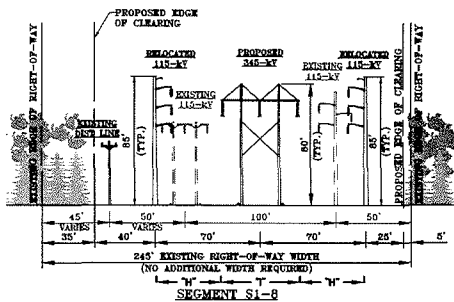 PROPOSED EDGE
OF CLEARING
RELOCATED
115-kV
PROPOSED
345-kV
RELOCATED
115-kV
EXISTING
115-kV
EXISTING
115-kV
EXISTING
DIST LINE
EXISTING EDGE OF RIGHT-OF-WAY
85'
(TYP.)
80'
(TYP.)
85'
(TYP.)
PROPOSED EDGE OF CLEARING
EXISTING EDGE OF RIGHT-OF-WAY
45' 50' 100' 50'
VARIES VARIES
35' 40' 70' 70' 25' 5'
245' EXISTING RIGHT-OF-WAY WIDTH
(NO ADDITIONAL WIDTH REQUIRED)
"H" "I" "H"
SEGMENT S1-8